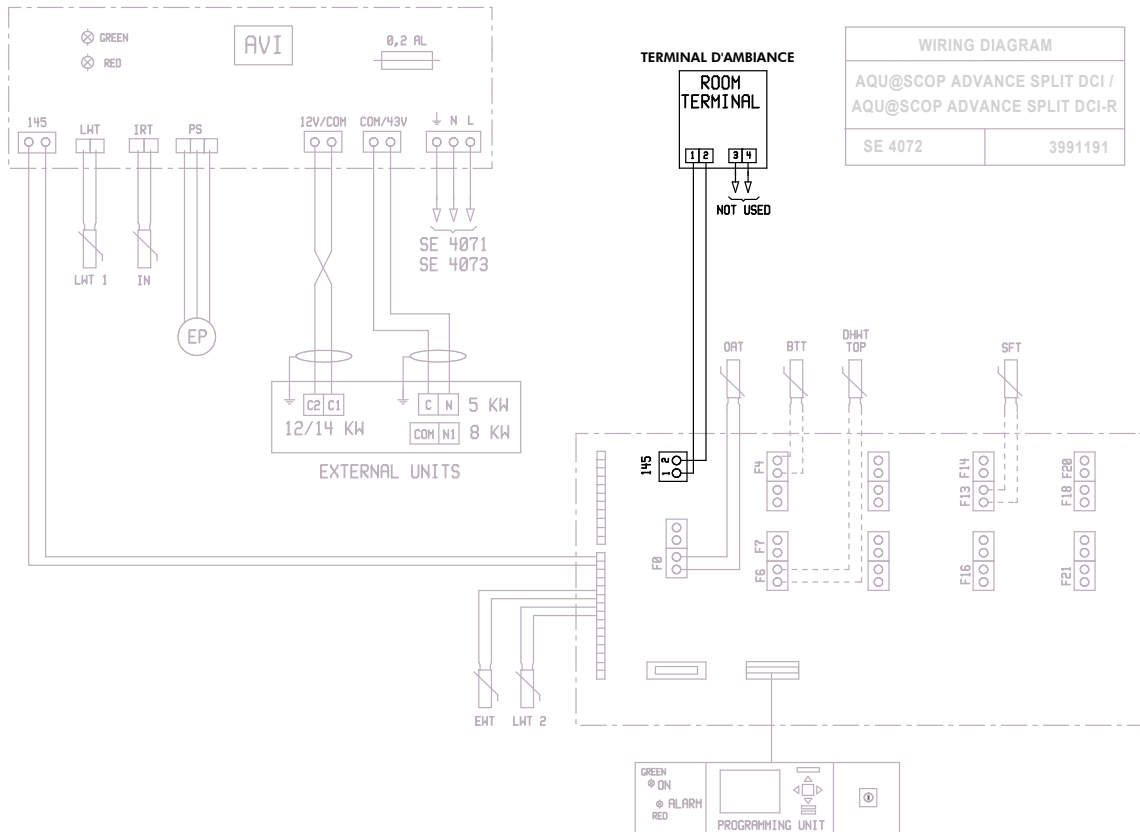 GREEN
RED
AVI
0,2 AL
145
LWT
IRT
PS
12V/COM
COM/43V
N L
LWT 1
IN
EP
SE 4071
SE 4073
C2 C1
12/14 KW
C N 5 KW
COM N1 8 KW
EXTERNAL UNITS
TERMINAL D'AMBIANCE
ROOM
TERMINAL
1 2
3 4
NOT USED
WIRING DIAGRAM
AQU@SCOP ADVANCE SPLIT DCI /
AQU@SCOP ADVANCE SPLIT DCI-R
SE 4072
3991191
OAT
BTT
DHWT
TOP
SFT
145
1 2
F4
F13 F14
F18 F20
F0
F6 F7
F16
F21
EWT
LWT 2
GREEN
ON
ALARM
RED
PROGRAMMING UNIT